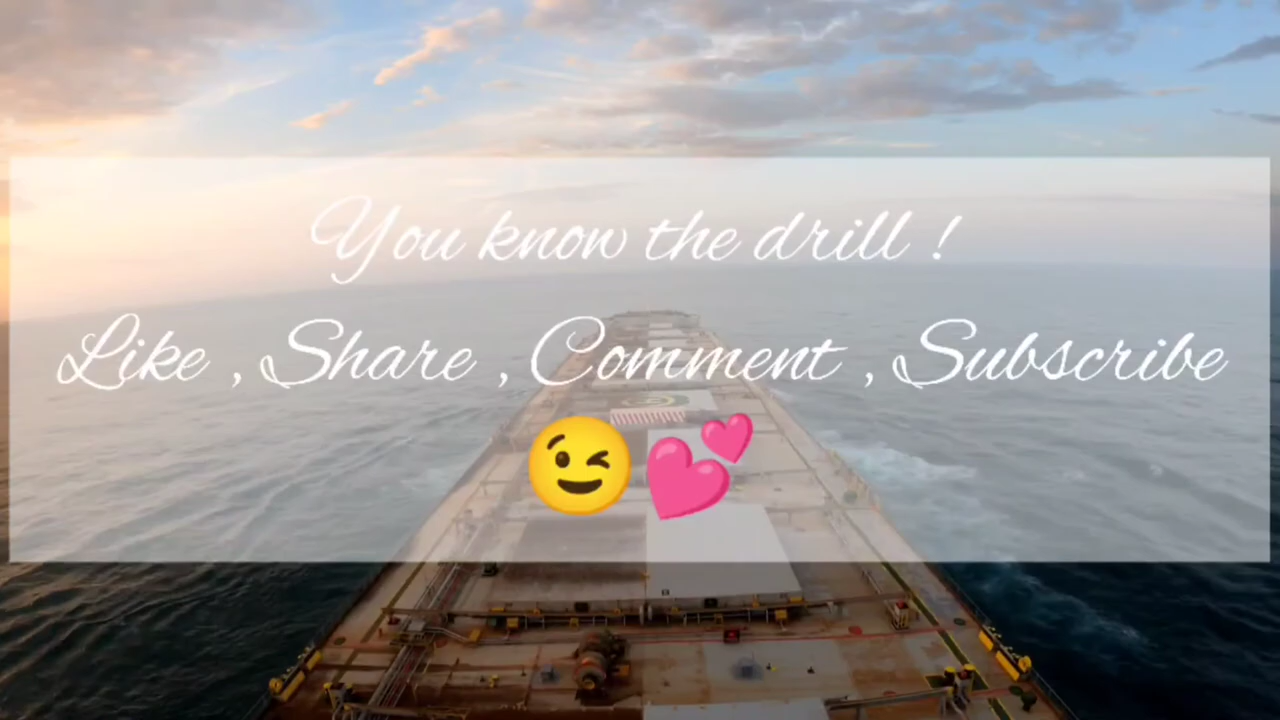 You know the drill !
Like , Share , Comment , Subscribe
😉💕